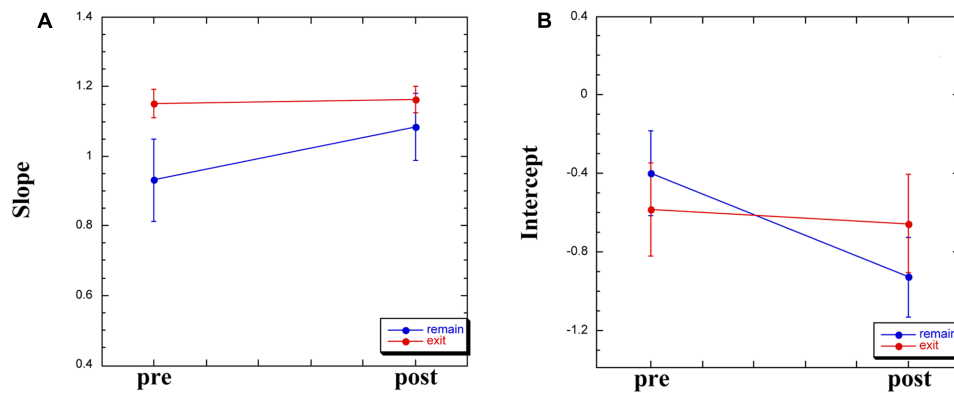 A
Slope
1.4
1.2
1
0.8
0.6
0.4
pre
post
remain
exit
B
Intercept
0.4
0
-0.4
-0.8
-1.2
pre
post
remain
exit